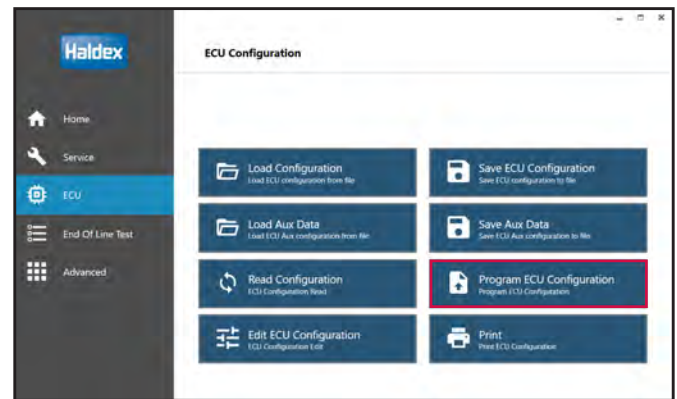 Haldex
ECU Configuration
Home
Service
ECU
End Of Line Test
Advanced
Load Configuration
Load ECU configuration from file
Save ECU Configuration
Save ECU configuration to file
Load Aux Data
Load ECU Aux configuration from file
Save Aux Data
Save ECU Aux configuration to file
Read Configuration
ECU Configuration Read
Program ECU Configuration
Program ECU Configuration
Edit ECU Configuration
ECU Configuration Edit
Print
Print ECU Configuration